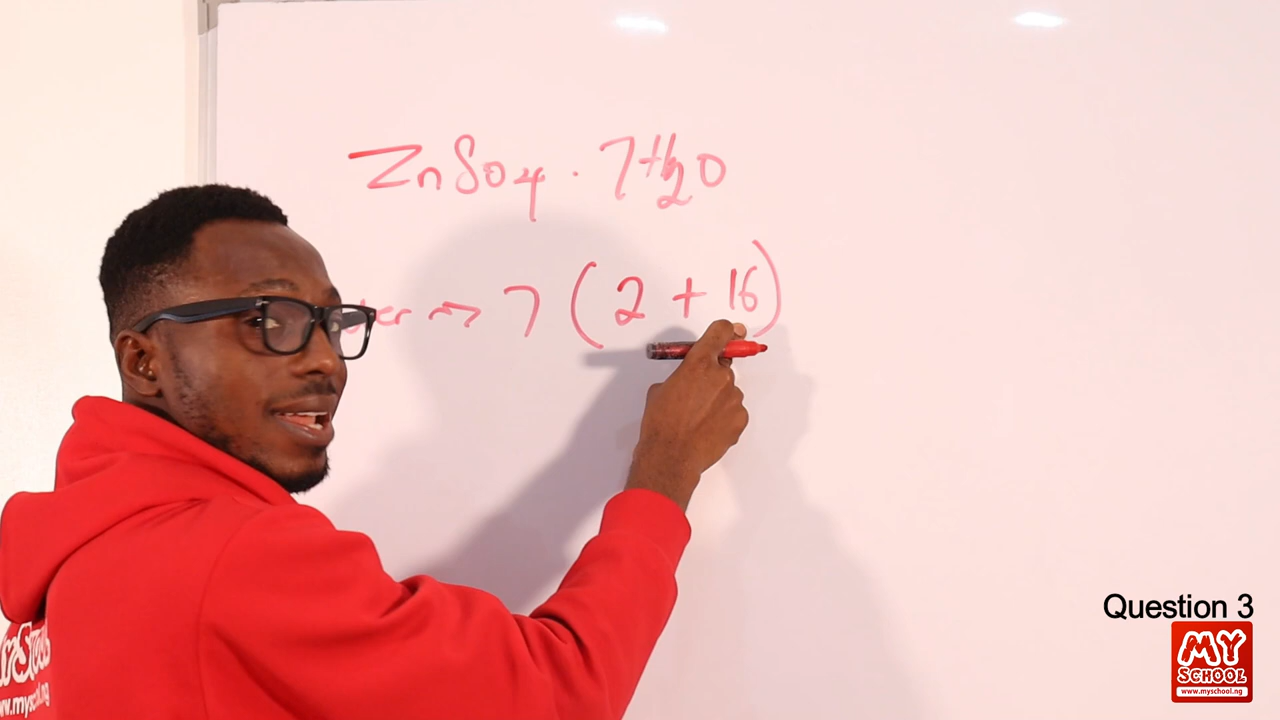 ZnSO4 . 7H2O
→ 7 (2 + 16)
Question 3
MY
SCHOOL
www.myschool.ng